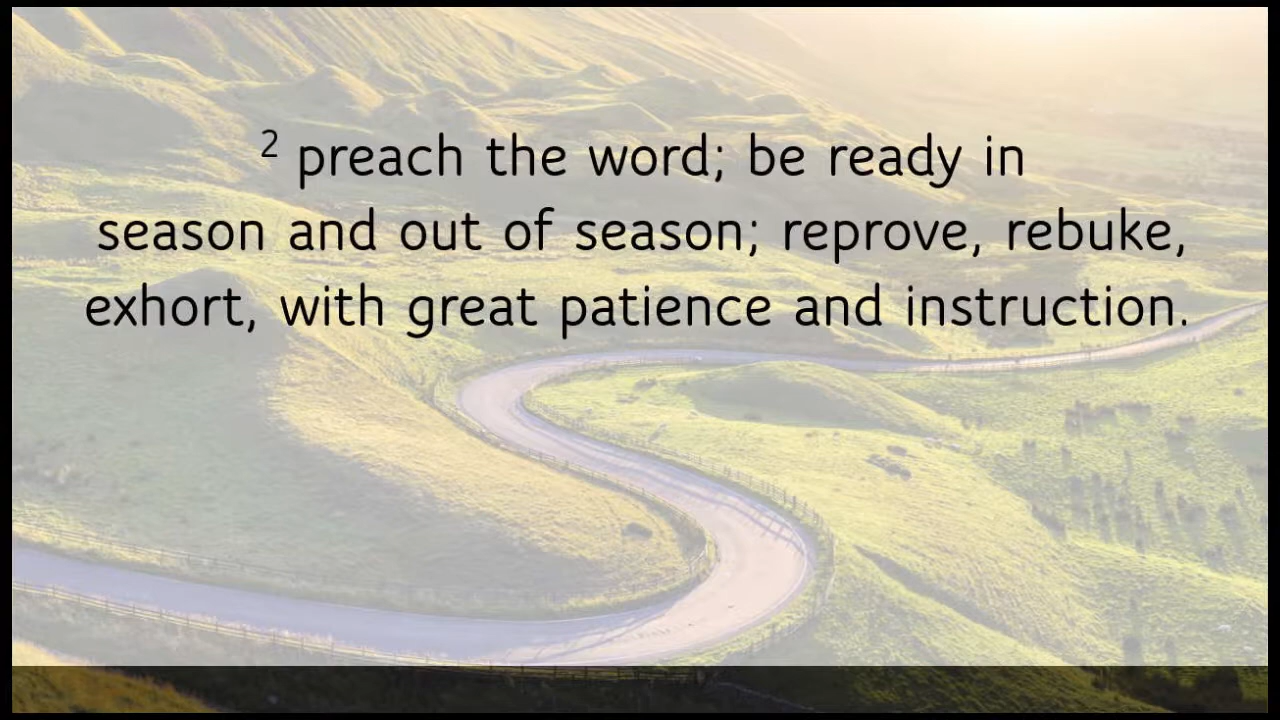 ² preach the word; be ready in
season and out of season; reprove, rebuke,
exhort, with great patience and instruction.